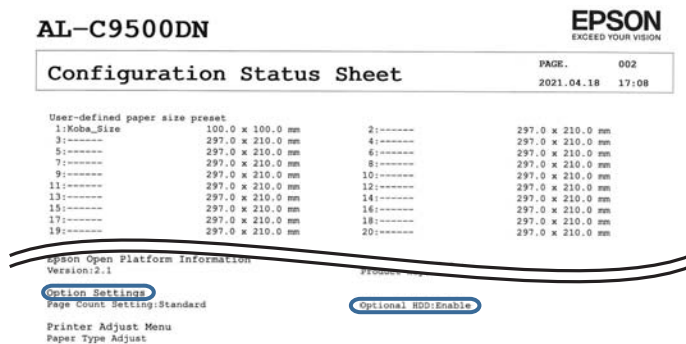 AL-C9500DN
EPSON
EXCEED YOUR VISION
Configuration Status Sheet
PAGE. 002
2021.04.18 17:08
User-defined paper size preset
1:Koba_Size 100.0 x 100.0 mm 2:------ 297.0 x 210.0 mm
3:------ 297.0 x 210.0 mm 4:------ 297.0 x 210.0 mm
5:------ 297.0 x 210.0 mm 6:------ 297.0 x 210.0 mm
7:------ 297.0 x 210.0 mm 8:------ 297.0 x 210.0 mm
9:------ 297.0 x 210.0 mm 10:------ 297.0 x 210.0 mm
11:------ 297.0 x 210.0 mm 12:------ 297.0 x 210.0 mm
13:------ 297.0 x 210.0 mm 14:------ 297.0 x 210.0 mm
15:------ 297.0 x 210.0 mm 16:------ 297.0 x 210.0 mm
17:------ 297.0 x 210.0 mm 18:------ 297.0 x 210.0 mm
19:------ 297.0 x 210.0 mm 20:------ 297.0 x 210.0 mm
Epson Open Platform Information
Version:2.1
Option Settings
Page Count Setting:Standard Optional HDD:Enable
Printer Adjust Menu
Paper Type Adjust